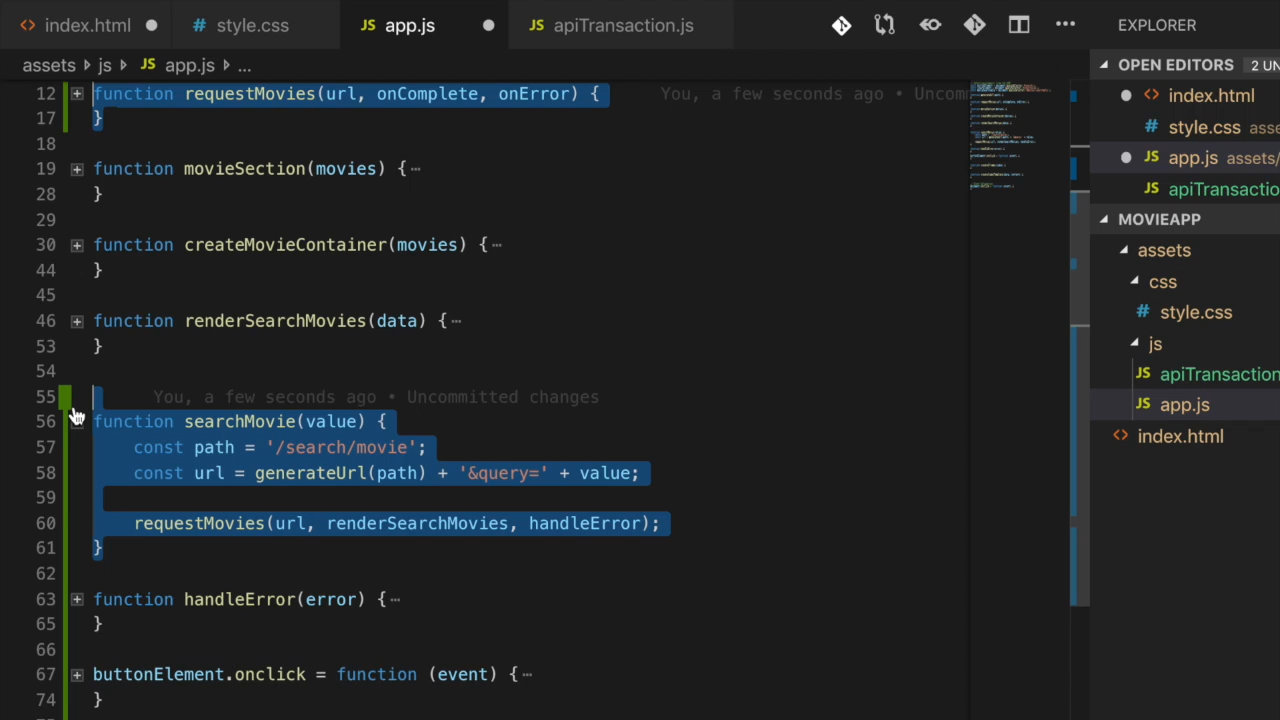 index.html
style.css
app.js
apiTransaction.js
EXPLORER
assets js app.js ...
OPEN EDITORS 2 UN
index.html
style.css asse
app.js assets/
apiTransactio
MOVIEAPP
assets
css
style.css
js
apiTransaction
app.js
index.html
12 function requestMovies(url, onComplete, onError) { You, a few seconds ago • Uncomm
17 }
18
19 function movieSection(movies) {⋯
28 }
29
30 function createMovieContainer(movies) {⋯
44 }
45
46 function renderSearchMovies(data) {⋯
53 }
54
55 You, a few seconds ago • Uncommitted changes
56 function searchMovie(value) {
57 const path = '/search/movie';
58 const url = generateUrl(path) + '&query=' + value;
59
60 requestMovies(url, renderSearchMovies, handleError);
61 }
62
63 function handleError(error) {⋯
65 }
66
67 buttonElement.onclick = function (event) {⋯
74 }